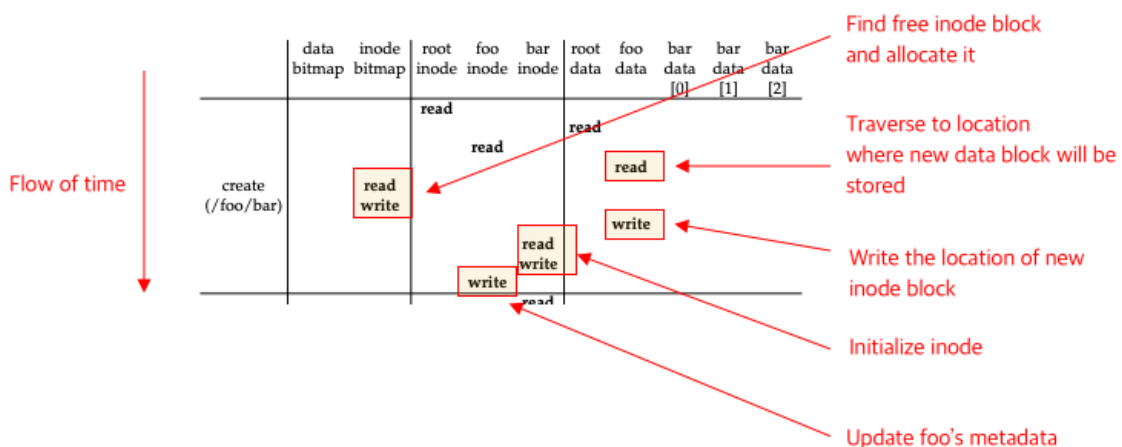 data inode root foo bar root foo bar bar bar
bitmap bitmap inode inode inode data data data data data
[0] [1] [2]
read
read
read
read
read
write
create
(/foo/bar)
write
read
write
write
read
Flow of time
Find free inode block
and allocate it
Traverse to location
where new data block will be
stored
Write the location of new
inode block
Initialize inode
Update foo's metadata